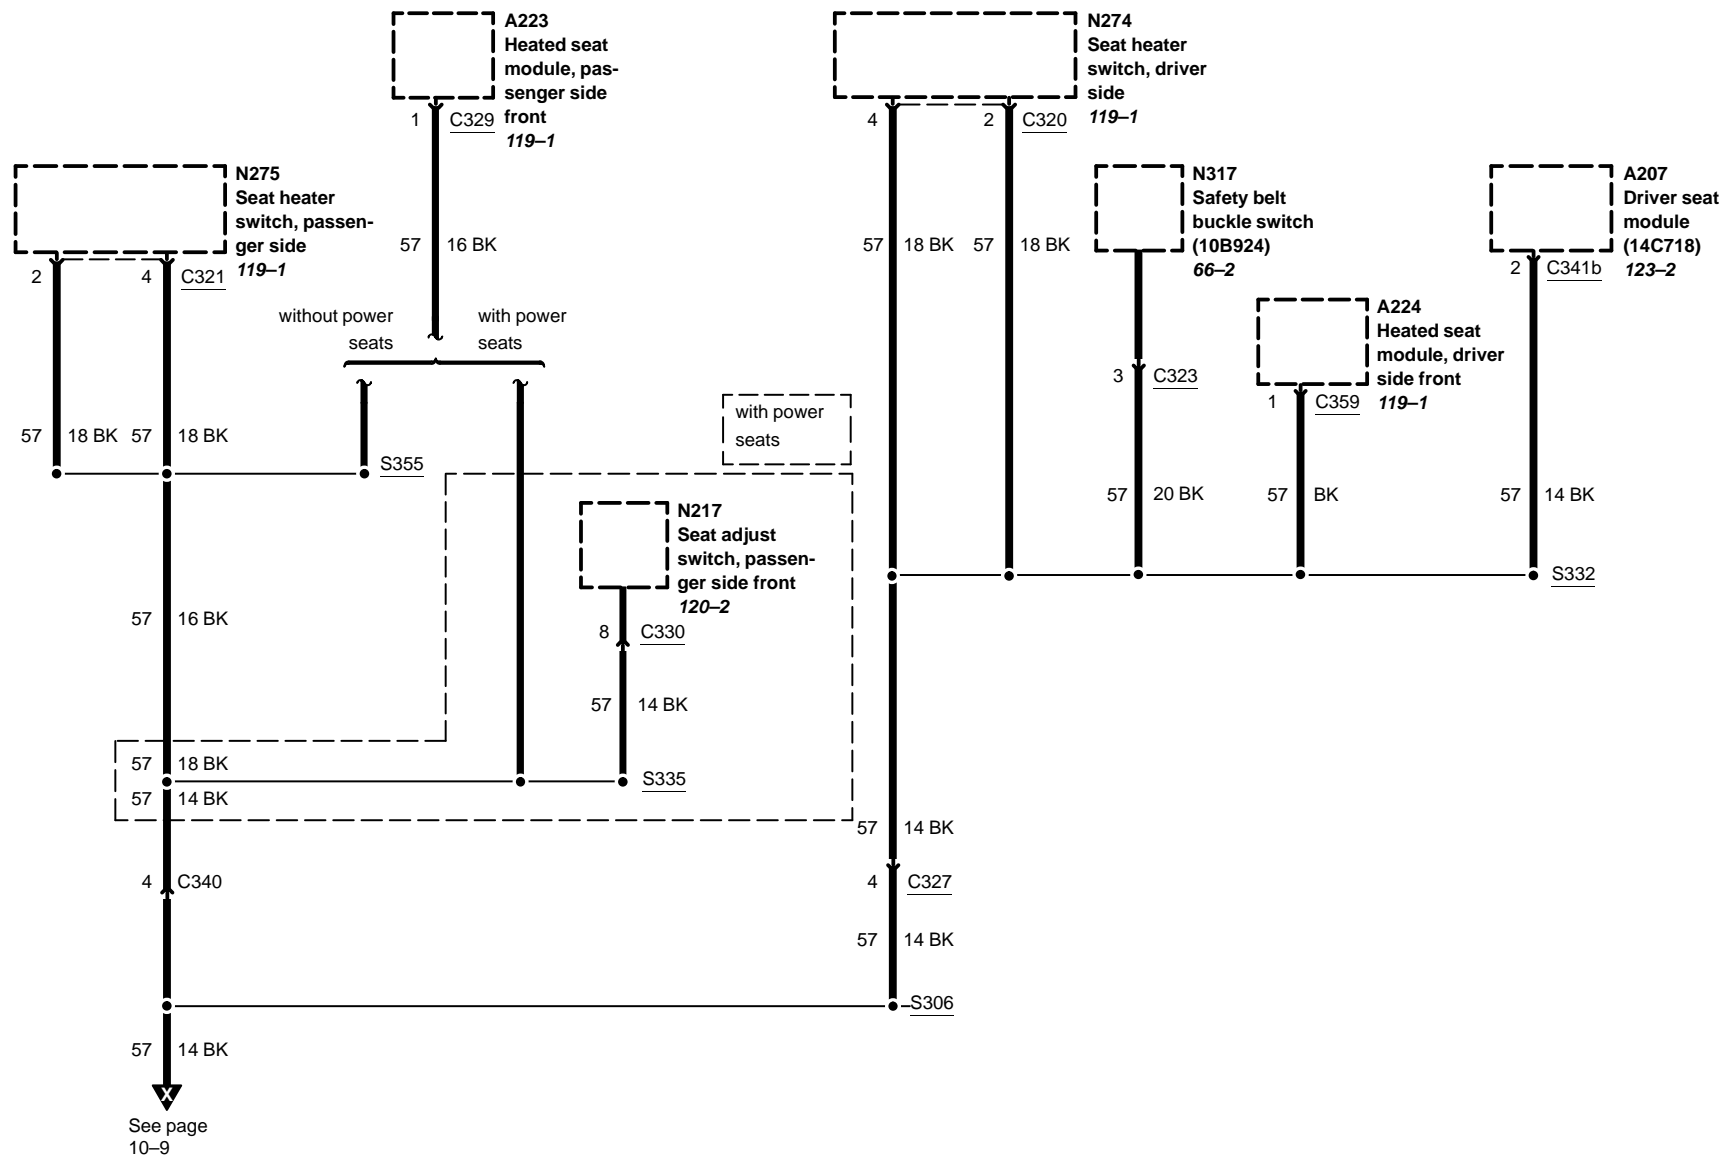 A223
Heated seat
module, pas-
senger side
front
119–1
1
C329
N274
Seat heater
switch, driver
side
119–1
4
2
C320
N275
Seat heater
switch, passen-
ger side
119–1
2
4
C321
N317
Safety belt
buckle switch
(10B924)
66–2
A207
Driver seat
module
(14C718)
123–2
2
C341b
57
16 BK
57
18 BK
57
18 BK
A224
Heated seat
module, driver
side front
119–1
1
C359
without power
seats
with power
seats
3
C323
with power
seats
57
18 BK
57
18 BK
S355
57
20 BK
57
BK
57
14 BK
N217
Seat adjust
switch, passen-
ger side front
120–2
8
C330
S332
57
16 BK
57
14 BK
57
18 BK
S335
57
14 BK
57
14 BK
4
C340
4
C327
57
14 BK
S306
57
14 BK
X
See page
10–9